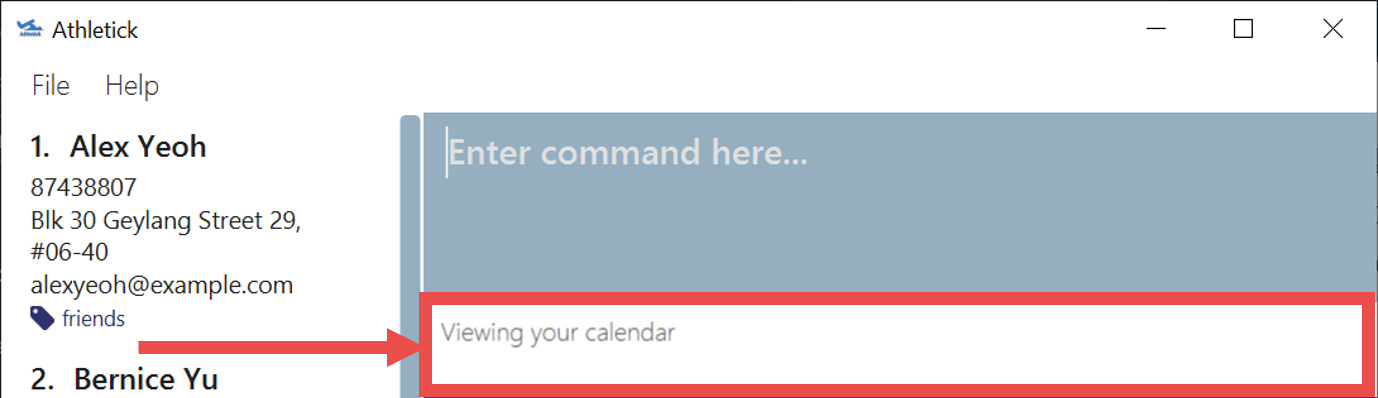 Athletick
File Help
1. Alex Yeoh
87438807
Blk 30 Geylang Street 29,
#06-40
alexyeoh@example.com
friends
2. Bernice Yu
Enter command here...
Viewing your calendar